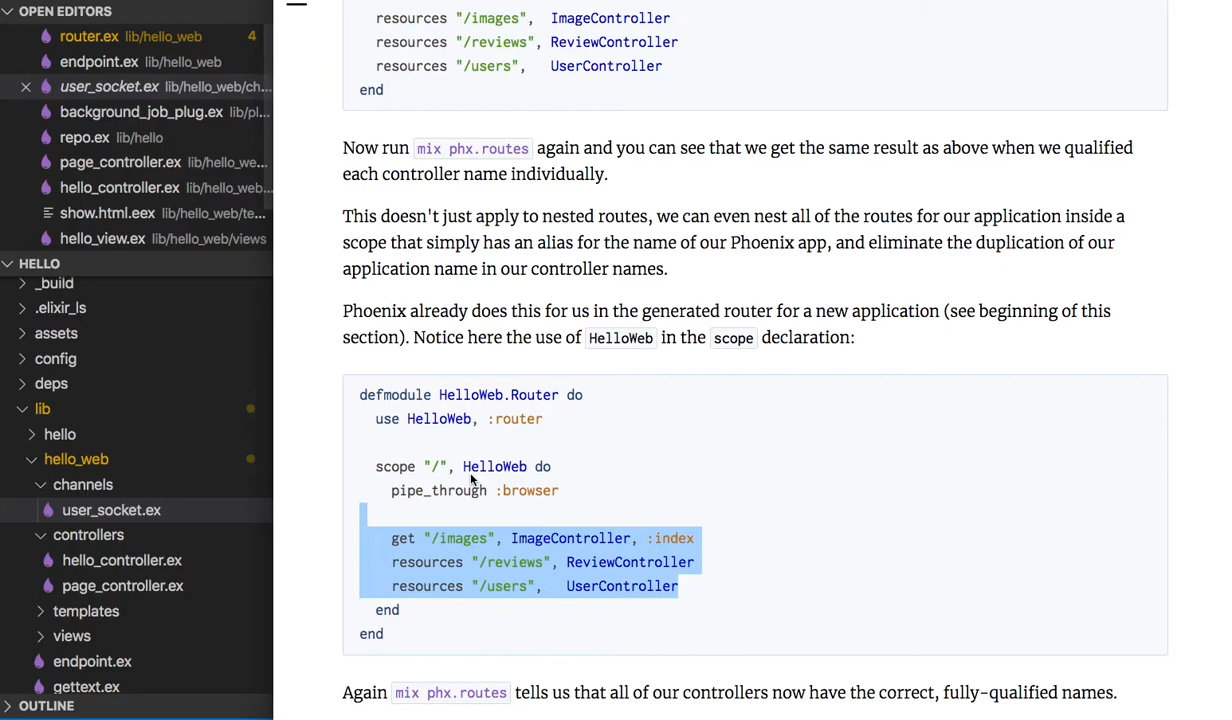 OPEN EDITORS
router.ex lib/hello_web 4
endpoint.ex lib/hello_web
user_socket.ex lib/hello_web/ch...
background_job_plug.ex lib/pl...
repo.ex lib/hello
page_controller.ex lib/hello_we...
hello_controller.ex lib/hello_web...
show.html.eex lib/hello_web/te...
hello_view.ex lib/hello_web/views
HELLO
_build
.elixir_ls
assets
config
deps
lib
hello
hello_web
channels
user_socket.ex
controllers
hello_controller.ex
page_controller.ex
templates
views
endpoint.ex
gettext.ex
OUTLINE
resources "/images", ImageController
resources "/reviews", ReviewController
resources "/users", UserController
end
Now run mix phx.routes again and you can see that we get the same result as above when we qualified
each controller name individually.
This doesn't just apply to nested routes, we can even nest all of the routes for our application inside a
scope that simply has an alias for the name of our Phoenix app, and eliminate the duplication of our
application name in our controller names.
Phoenix already does this for us in the generated router for a new application (see beginning of this
section). Notice here the use of HelloWeb in the scope declaration:
defmodule HelloWeb.Router do
use HelloWeb, :router
scope "/", HelloWeb do
pipe_through :browser
get "/images", ImageController, :index
resources "/reviews", ReviewController
resources "/users", UserController
end
end
Again mix phx.routes tells us that all of our controllers now have the correct, fully-qualified names.